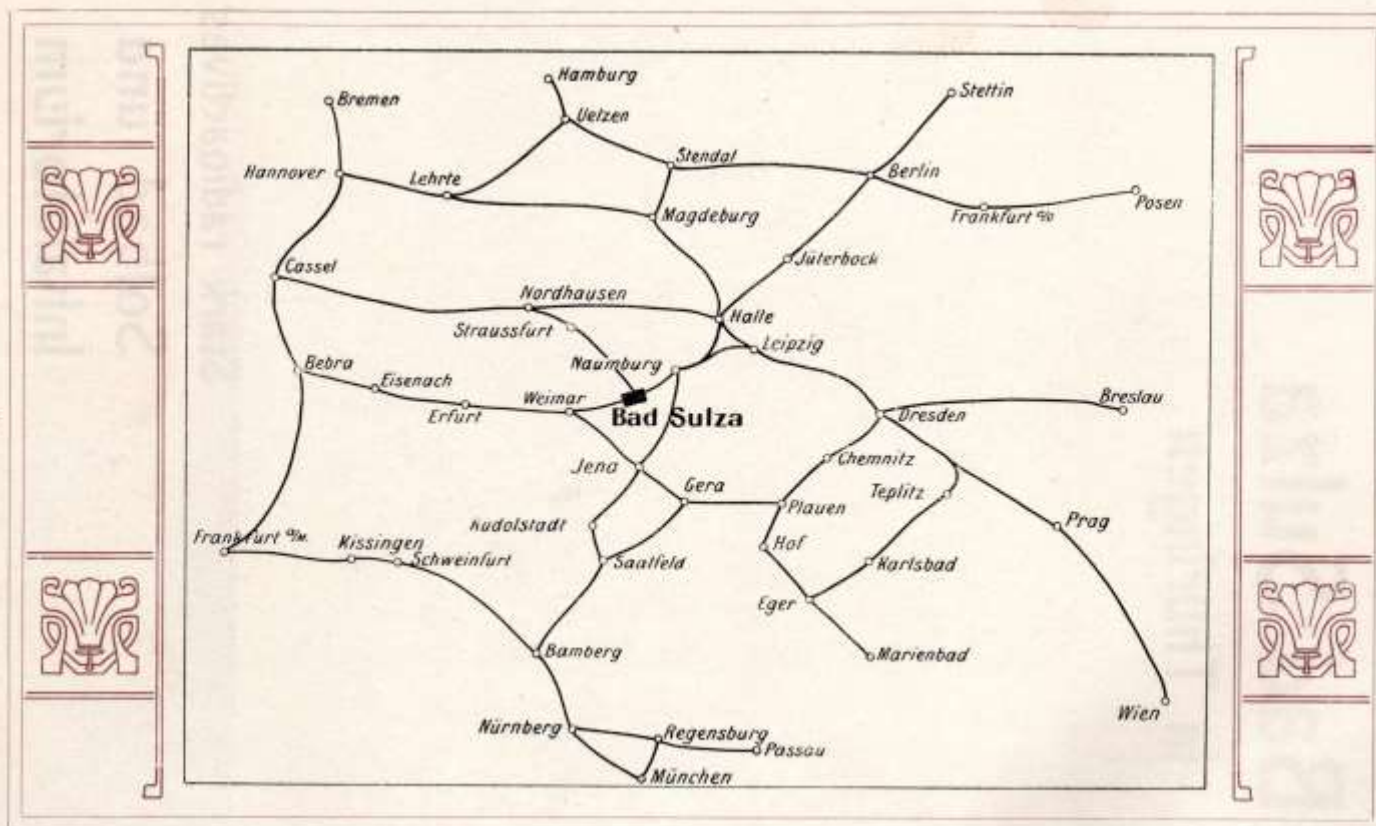 Hamburg
Bremen
Stettin
Uelzen
Stendal
Hannover
Lehrte
Berlin
Magdeburg
Frankfurt a/O
Posen
Jüterbock
Cassel
Nordhausen
Halle
Straussfurt
Leipzig
Naumburg
Bebra
Eisenach
Erfurt
Weimar
Bad Sulza
Dresden
Breslau
Jena
Chemnitz
Gera
Teplitz
Plauen
Prag
Rudolstadt
Frankfurt a/M.
Kissingen
Schweinfurt
Saalfeld
Hof
Karlsbad
Eger
Bamberg
Marienbad
Wien
Nürnberg
Regensburg
Passau
München